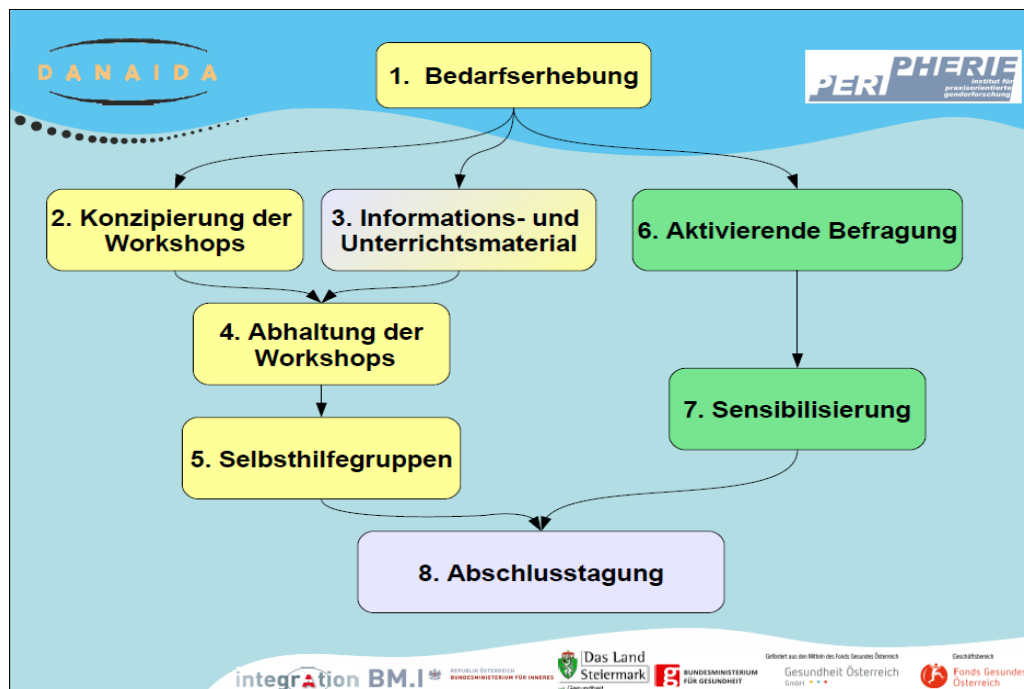 DANAIDA
1. Bedarfserhebung
PERIPHERIE
institut für
praxisorientierte
genderforschung
2. Konzipierung der
Workshops
3. Informations- und
Unterrichtsmaterial
6. Aktivierende Befragung
4. Abhaltung der
Workshops
7. Sensibilisierung
5. Selbsthilfegruppen
8. Abschlusstagung
integrAtion BM.I
REPUBLIK ÖSTERREICH
BUNDESMINISTERIUM FÜR INNERES
Das Land
Steiermark
Gesundheit
BUNDESMINISTERIUM
FÜR GESUNDHEIT
Gefördert aus den Mitteln des Fonds Gesundes Österreich
Gesundheit Österreich
GmbH
Geschäftsbereich
Fonds Gesundes
Österreich